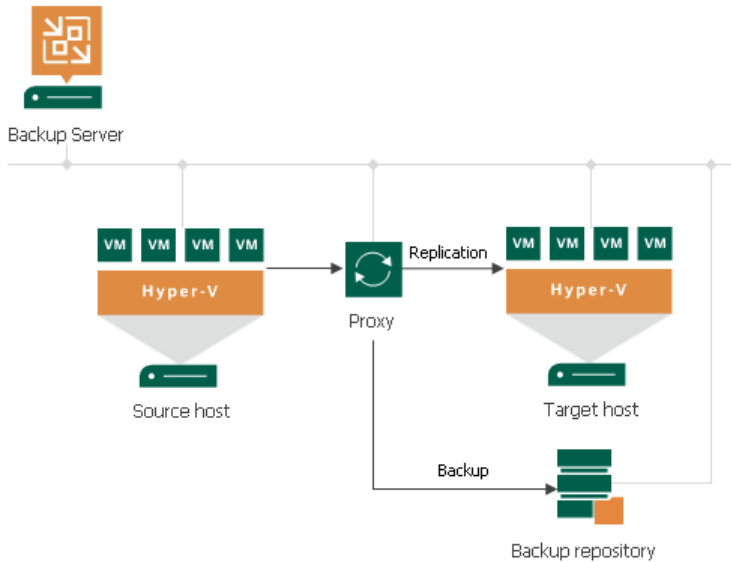 Backup Server
VM VM VM VM
Hyper-V
Source host
Proxy
Replication
VM VM VM VM
Hyper-V
Target host
Backup
Backup repository